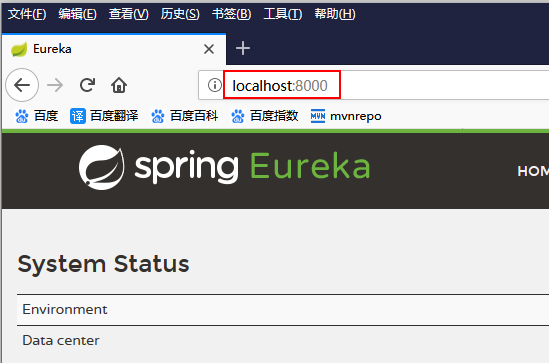 文件(F) 编辑(E) 查看(V) 历史(S) 书签(B) 工具(T) 帮助(H)
Eureka
localhost:8000
百度 译 百度翻译 百度百科 百度指数 MVN mvnrepo
spring Eureka HOM
System Status
Environment
Data center